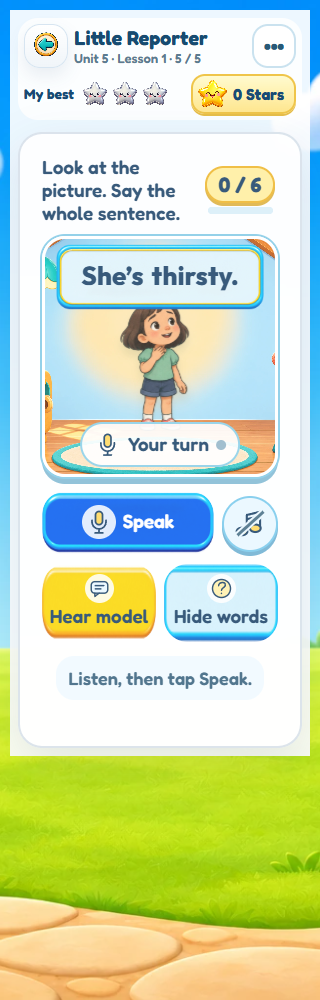 Little Reporter
Unit 5 · Lesson 1 · 5 / 5
My best
0 Stars
Look at the
picture. Say the
whole sentence.
0 / 6
She's thirsty.
Your turn
Speak
Hear model
Hide words
Listen, then tap Speak.